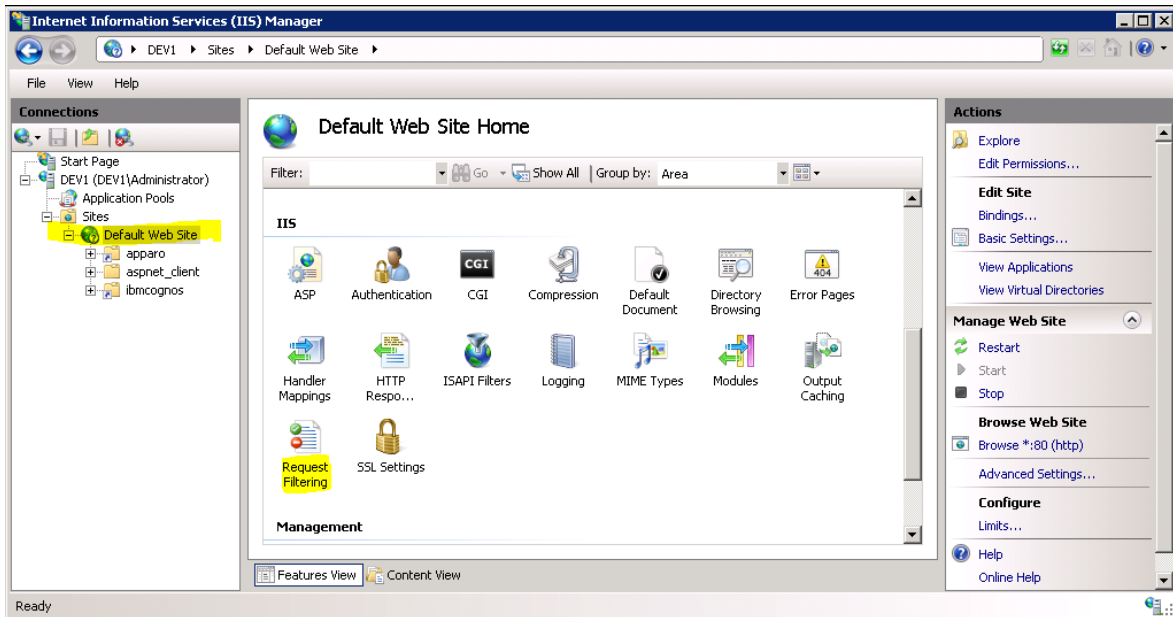 Internet Information Services (IIS) Manager
DEV1 Sites Default Web Site
File View Help
Connections
Start Page
DEV1 (DEV1\Administrator)
Application Pools
Sites
Default Web Site
apparo
aspnet_client
ibmcognos
Default Web Site Home
Filter: Go Show All Group by: Area
IIS
ASP
Authentication
CGI
CGI
Compression
Default
Document
Directory
Browsing
404
Error Pages
Handler
Mappings
HTTP
Respo...
ISAPI Filters
Logging
MIME Types
Modules
Output
Caching
Request
Filtering
SSL Settings
Management
Features View Content View
Actions
Explore
Edit Permissions...
Edit Site
Bindings...
Basic Settings...
View Applications
View Virtual Directories
Manage Web Site
Restart
Start
Stop
Browse Web Site
Browse *:80 (http)
Advanced Settings...
Configure
Limits...
Help
Online Help
Ready